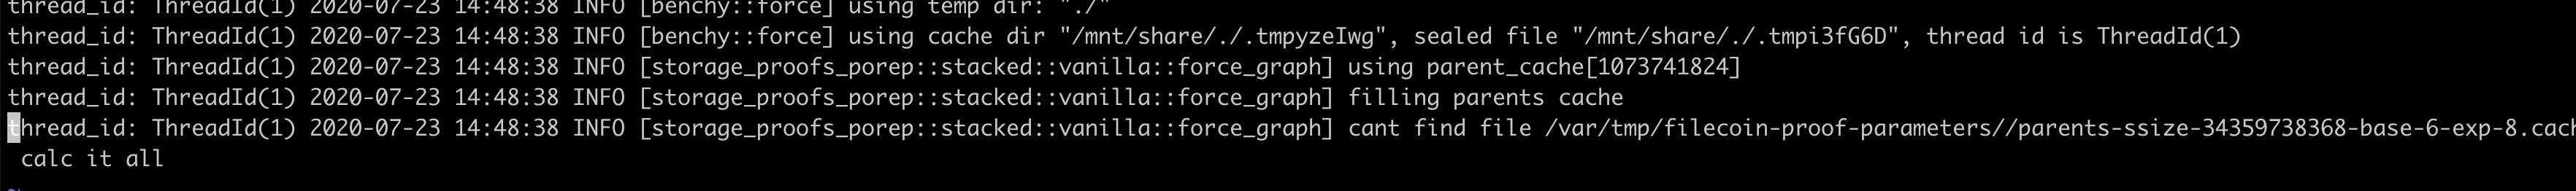 thread_id: ThreadId(1) 2020-07-23 14:48:38 INFO [benchy::force] using temp dir: "./"
thread_id: ThreadId(1) 2020-07-23 14:48:38 INFO [benchy::force] using cache dir "/mnt/share/./.tmpyzeIwg", sealed file "/mnt/share/./.tmpi3fG6D", thread id is ThreadId(1)
thread_id: ThreadId(1) 2020-07-23 14:48:38 INFO [storage_proofs_porep::stacked::vanilla::force_graph] using parent_cache[1073741824]
thread_id: ThreadId(1) 2020-07-23 14:48:38 INFO [storage_proofs_porep::stacked::vanilla::force_graph] filling parents cache
thread_id: ThreadId(1) 2020-07-23 14:48:38 INFO [storage_proofs_porep::stacked::vanilla::force_graph] cant find file /var/tmp/filecoin-proof-parameters//parents-ssize-34359738368-base-6-exp-8.cach
calc it all
~